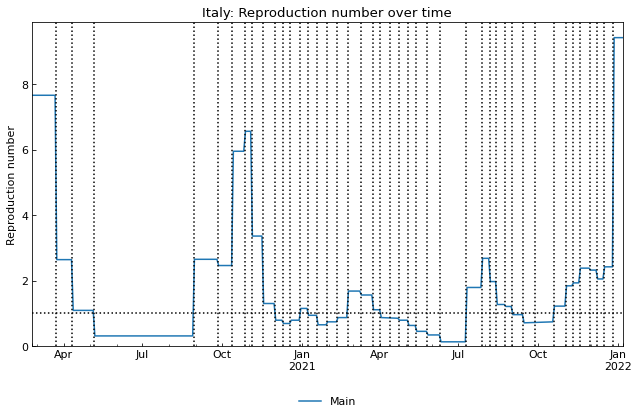 Italy: Reproduction number over time
Reproduction number
8
6
4
2
0
Apr Jul Oct Jan Apr Jul Oct Jan
2021 2022
Main